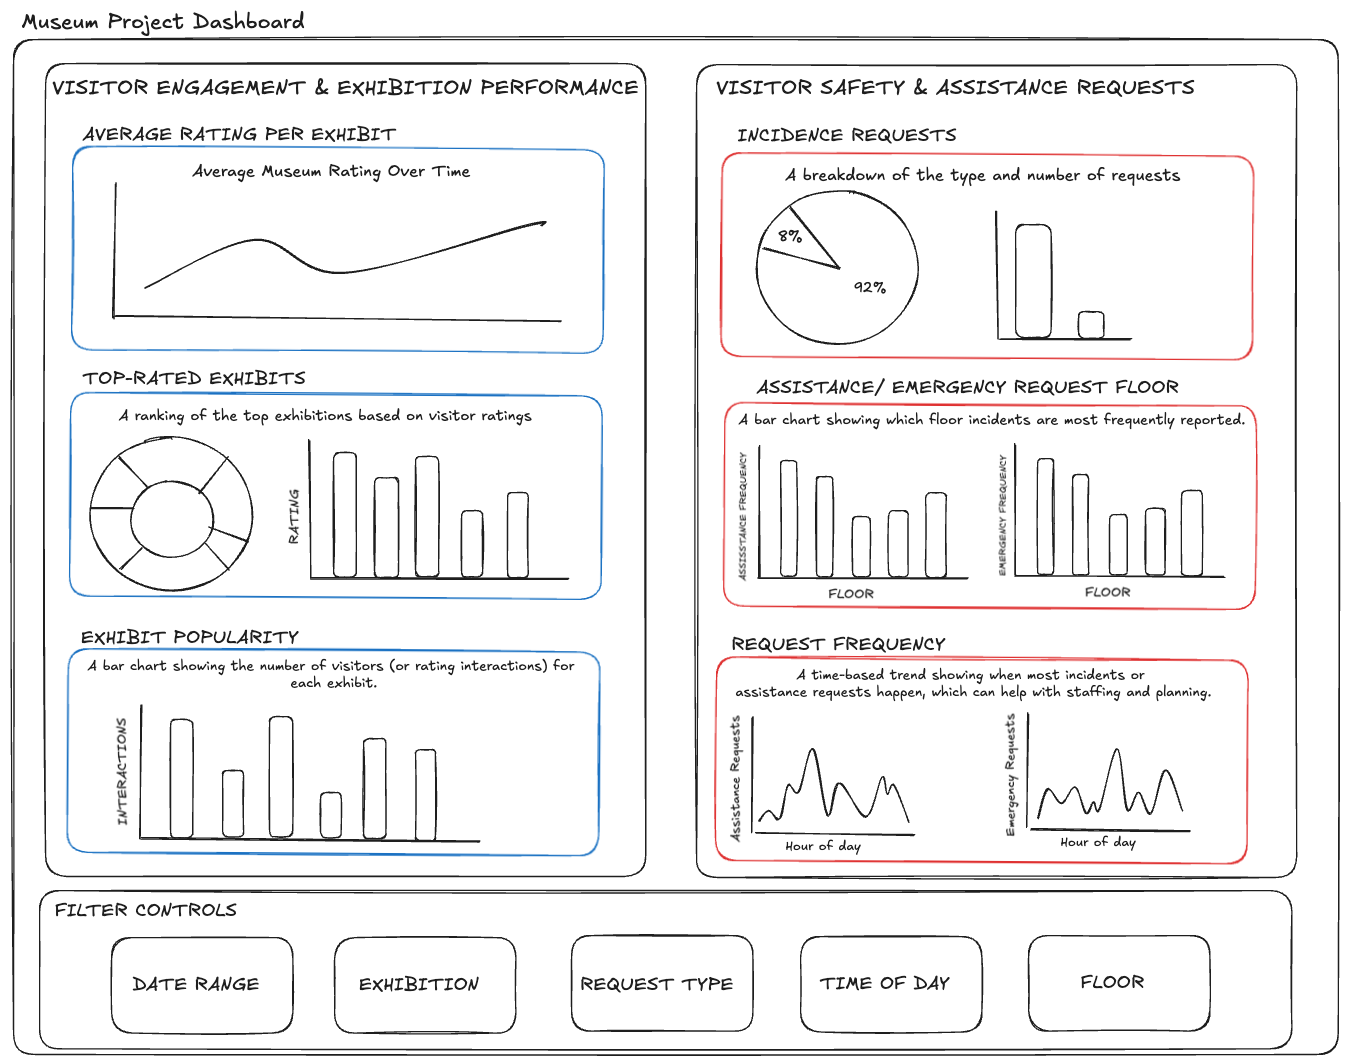 Museum Project Dashboard
VISITOR ENGAGEMENT & EXHIBITION PERFORMANCE
AVERAGE RATING PER EXHIBIT
Average Museum Rating Over Time
TOP-RATED EXHIBITS
A ranking of the top exhibitions based on visitor ratings
RATING
EXHIBIT POPULARITY
A bar chart showing the number of visitors (or rating interactions) for
each exhibit.
INTERACTIONS
VISITOR SAFETY & ASSISTANCE REQUESTS
INCIDENCE REQUESTS
A breakdown of the type and number of requests
8%
92%
ASSISTANCE/ EMERGENCY REQUEST FLOOR
A bar chart showing which floor incidents are most frequently reported.
ASSISSTANCE FREQUENCY
FLOOR
EMERGENCY FREQUENCY
FLOOR
REQUEST FREQUENCY
A time-based trend showing when most incidents or
assistance requests happen, which can help with staffing and planning.
Assistance Requests
Hour of day
Emergency Requests
Hour of day
FILTER CONTROLS
DATE RANGE
EXHIBITION
REQUEST TYPE
TIME OF DAY
FLOOR